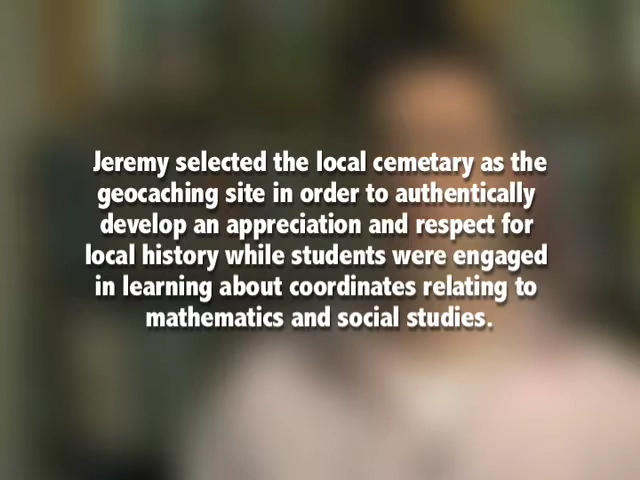 Jeremy selected the local cemetary as the
geocaching site in order to authentically
develop an appreciation and respect for
local history while students were engaged
in learning about coordinates relating to
mathematics and social studies.